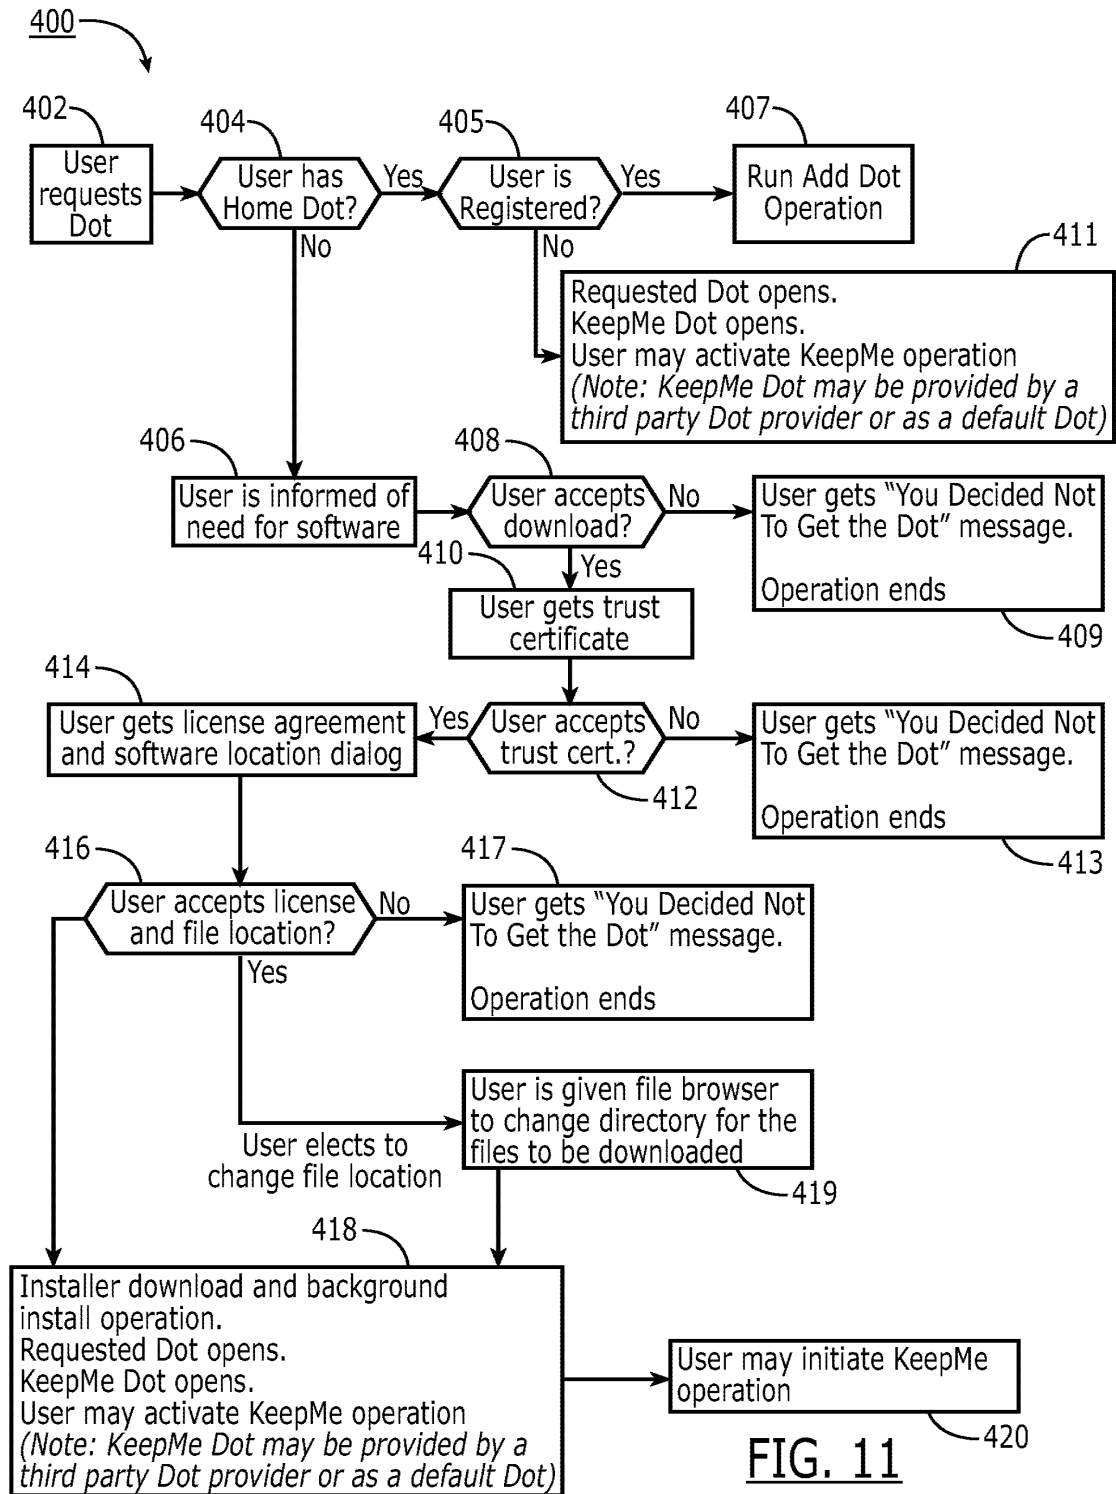 400
402
404
405
407
User
requests
Dot
User has
Home Dot?
Yes
User is
Registered?
Yes
Run Add Dot
Operation
No
No
411
Requested Dot opens.
KeepMe Dot opens.
User may activate KeepMe operation
(Note: KeepMe Dot may be provided by a
third party Dot provider or as a default Dot)
406
408
User is informed of
need for software
User accepts
download?
No
User gets “You Decided Not
To Get the Dot” message.
Operation ends
409
410
Yes
User gets trust
certificate
414
User gets license agreement
and software location dialog
Yes
User accepts
trust cert.?
412
No
User gets “You Decided Not
To Get the Dot” message.
Operation ends
413
416
417
User accepts license
and file location?
No
User gets “You Decided Not
To Get the Dot” message.
Operation ends
Yes
User elects to
change file location
User is given file browser
to change directory for the
files to be downloaded
419
418
Installer download and background
install operation.
Requested Dot opens.
KeepMe Dot opens.
User may activate KeepMe operation
(Note: KeepMe Dot may be provided by a
third party Dot provider or as a default Dot)
User may initiate KeepMe
operation
420
FIG. 11